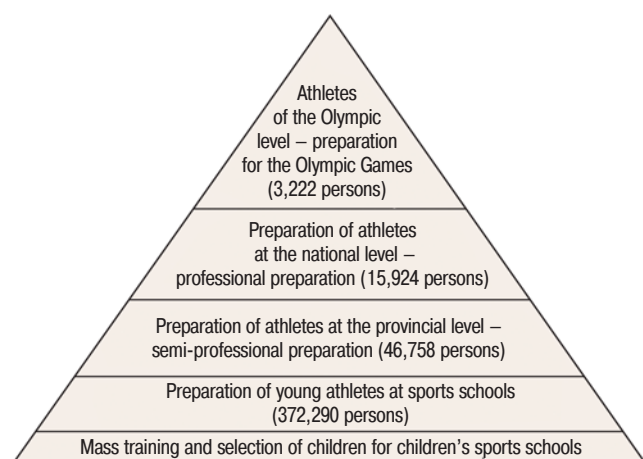 Athletes
of the Olympic
level – preparation
for the Olympic Games
(3,222 persons)
Preparation of athletes
at the national level –
professional preparation (15,924 persons)
Preparation of athletes at the provincial level –
semi-professional preparation (46,758 persons)
Preparation of young athletes at sports schools
(372,290 persons)
Mass training and selection of children for children’s sports schools